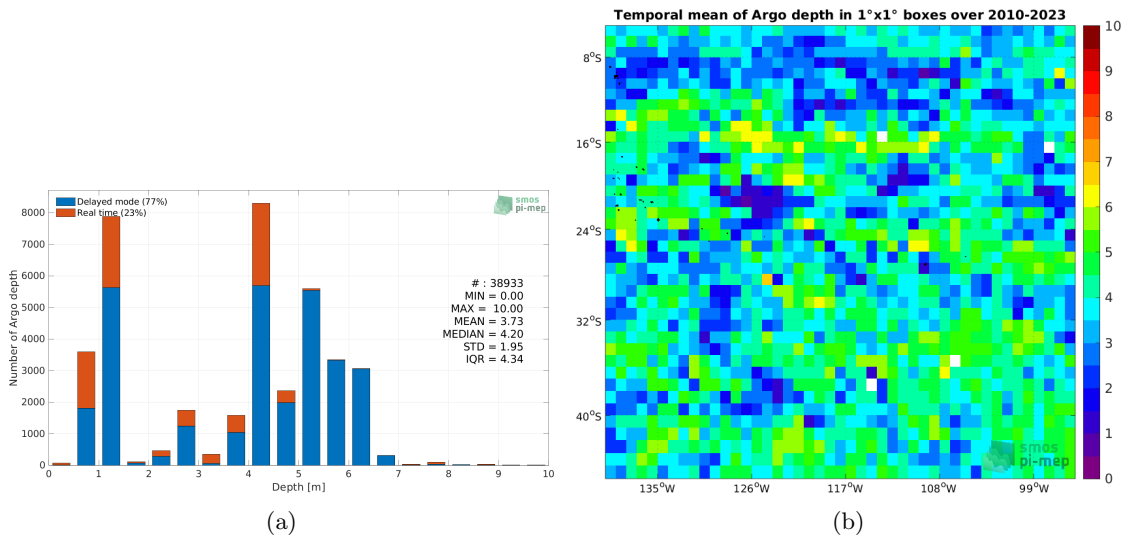 Temporal mean of Argo depth in 1°x1° boxes over 2010-2023
Delayed mode (77%)
Real time (23%)
smos
pi-mep
# : 38933
MIN = 0.00
MAX = 10.00
MEAN = 3.73
MEDIAN = 4.20
STD = 1.95
IQR = 4.34
Number of Argo depth
8000
7000
6000
5000
4000
3000
2000
1000
0
0 1 2 3 4 5 6 7 8 9 10
Depth [m]
(a)
8°S
16°S
24°S
32°S
40°S
135°W 126°W 117°W 108°W 99°W
smos
pi-mep
10
9
8
7
6
5
4
3
2
1
0
(b)